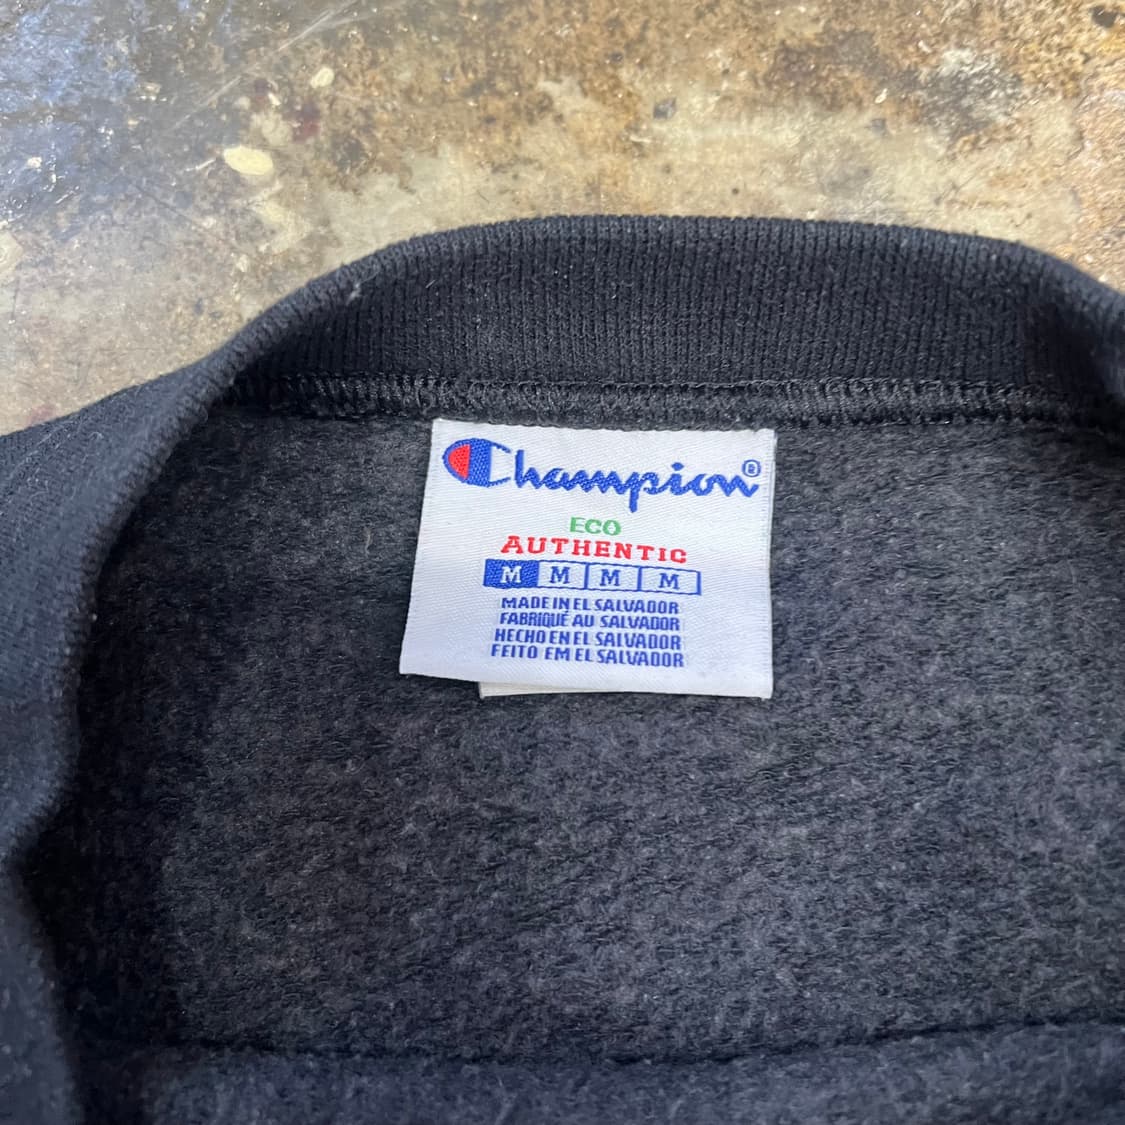 Champion®
ECO
AUTHENTIC
M M M M
MADE IN EL SALVADOR
FABRIQUÉ AU SALVADOR
HECHO EN EL SALVADOR
FEITO EM EL SALVADOR